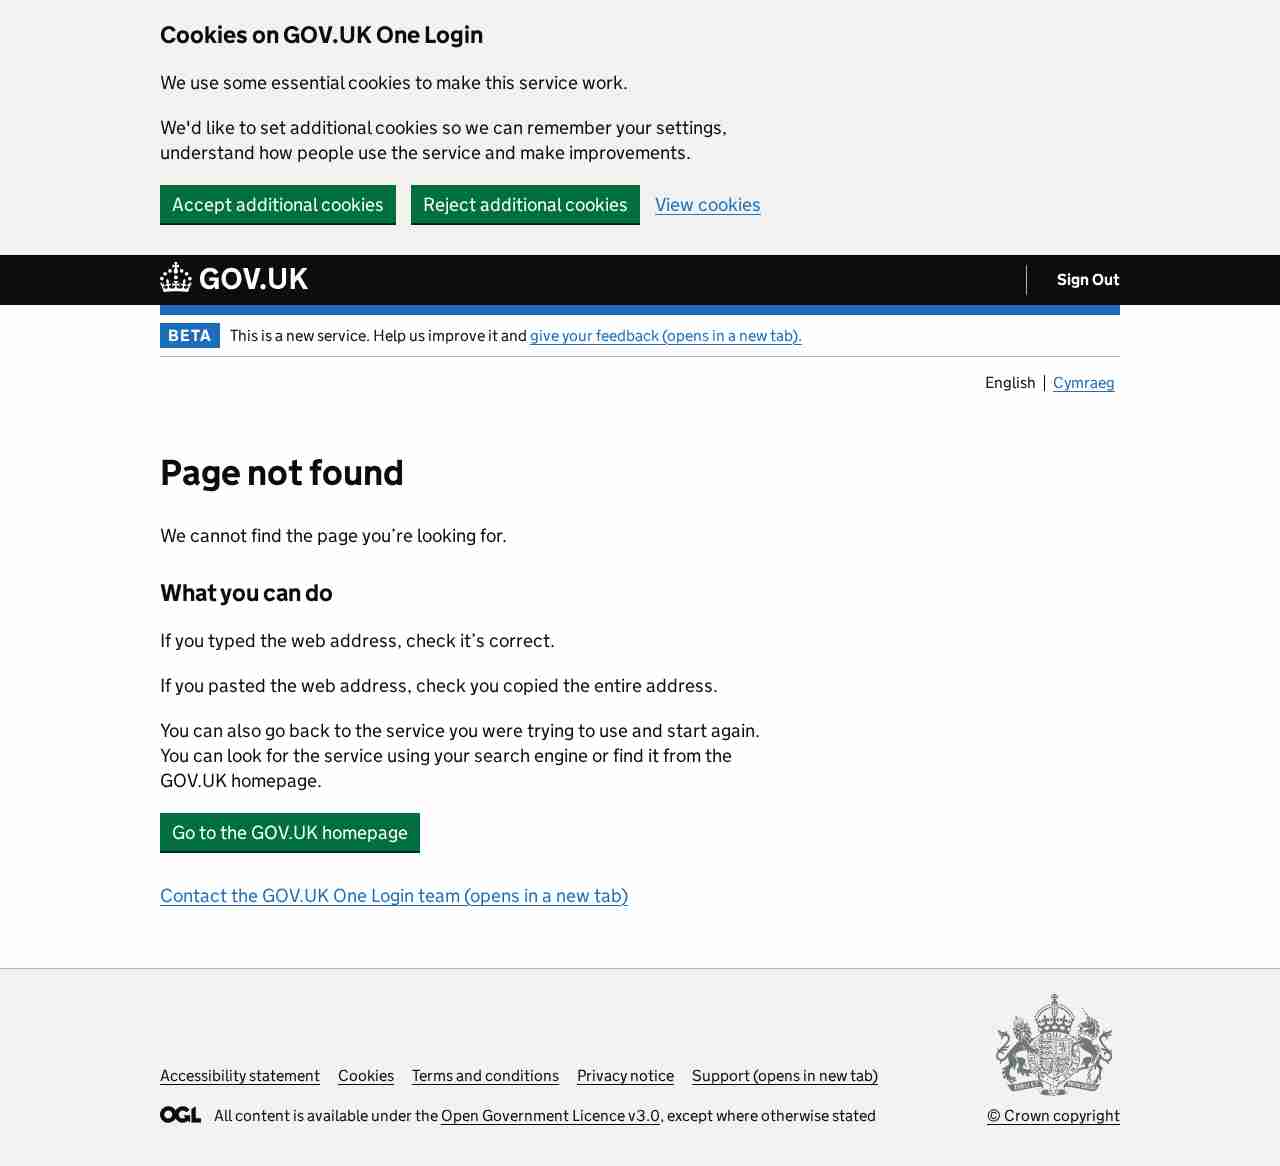 Cookies on GOV.UK One Login
We use some essential cookies to make this service work.
We'd like to set additional cookies so we can remember your settings,
understand how people use the service and make improvements.
Accept additional cookies Reject additional cookies View cookies
GOV.UK Sign Out
BETA This is a new service. Help us improve it and give your feedback (opens in a new tab).
English Cymraeg
Page not found
We cannot find the page you’re looking for.
What you can do
If you typed the web address, check it’s correct.
If you pasted the web address, check you copied the entire address.
You can also go back to the service you were trying to use and start again.
You can look for the service using your search engine or find it from the
GOV.UK homepage.
Go to the GOV.UK homepage
Contact the GOV.UK One Login team (opens in a new tab)
Accessibility statement Cookies Terms and conditions Privacy notice Support (opens in new tab)
OGL All content is available under the Open Government Licence v3.0, except where otherwise stated © Crown copyright